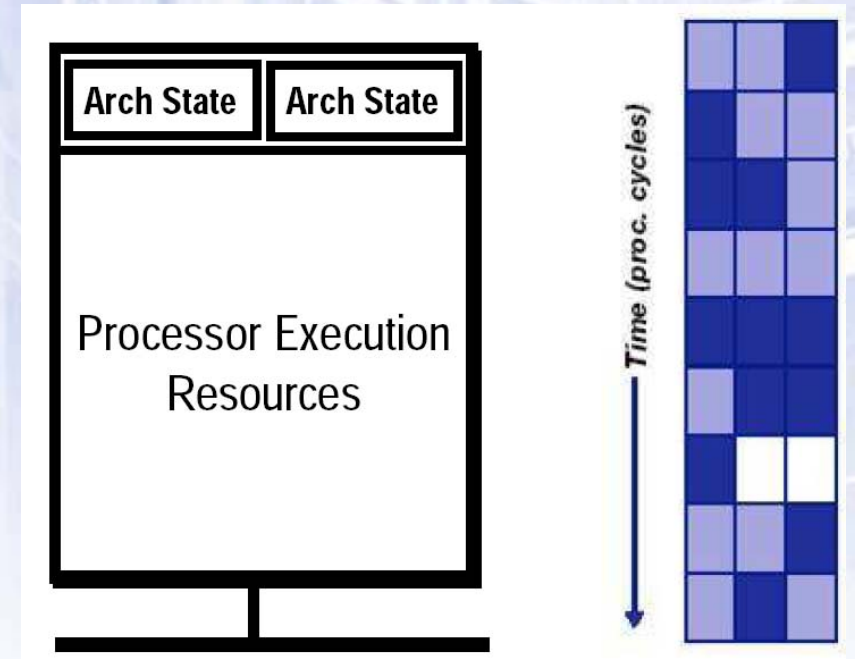 Arch State
Arch State
Processor Execution
Resources
Time (proc. cycles)